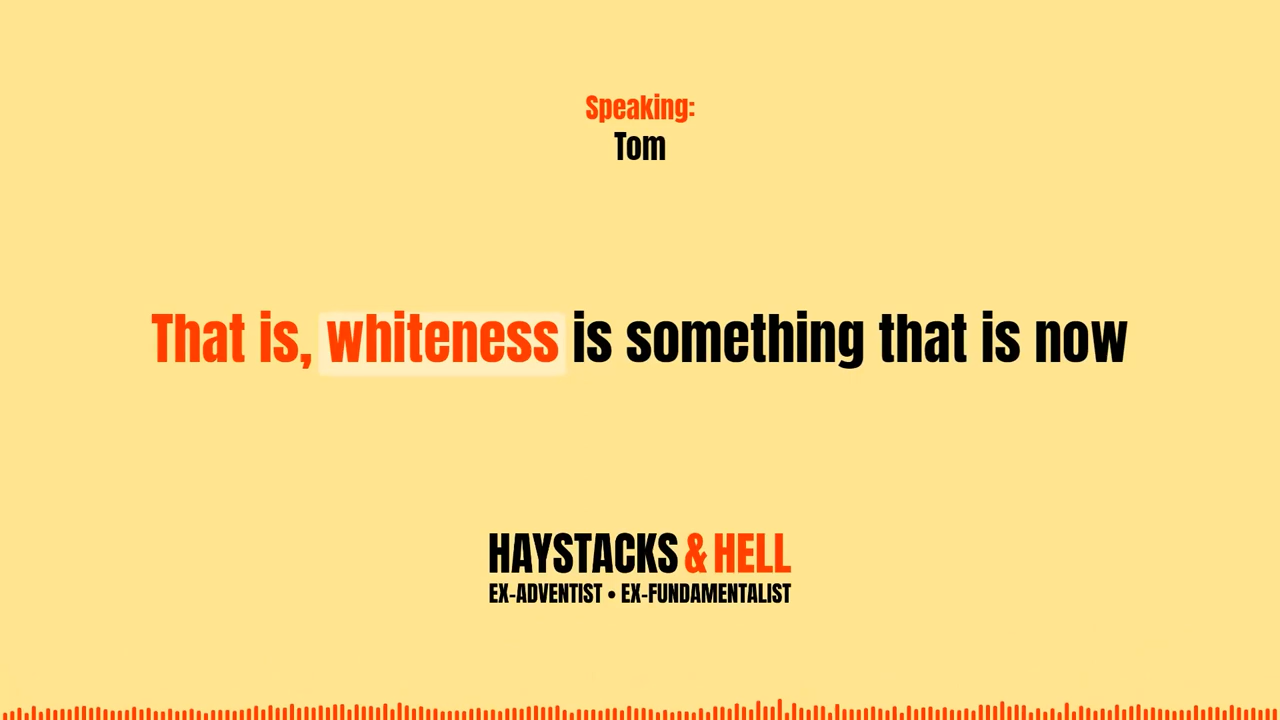 Speaking:
Tom
That is, whiteness is something that is now
HAYSTACKS & HELL
EX-ADVENTIST • EX-FUNDAMENTALIST